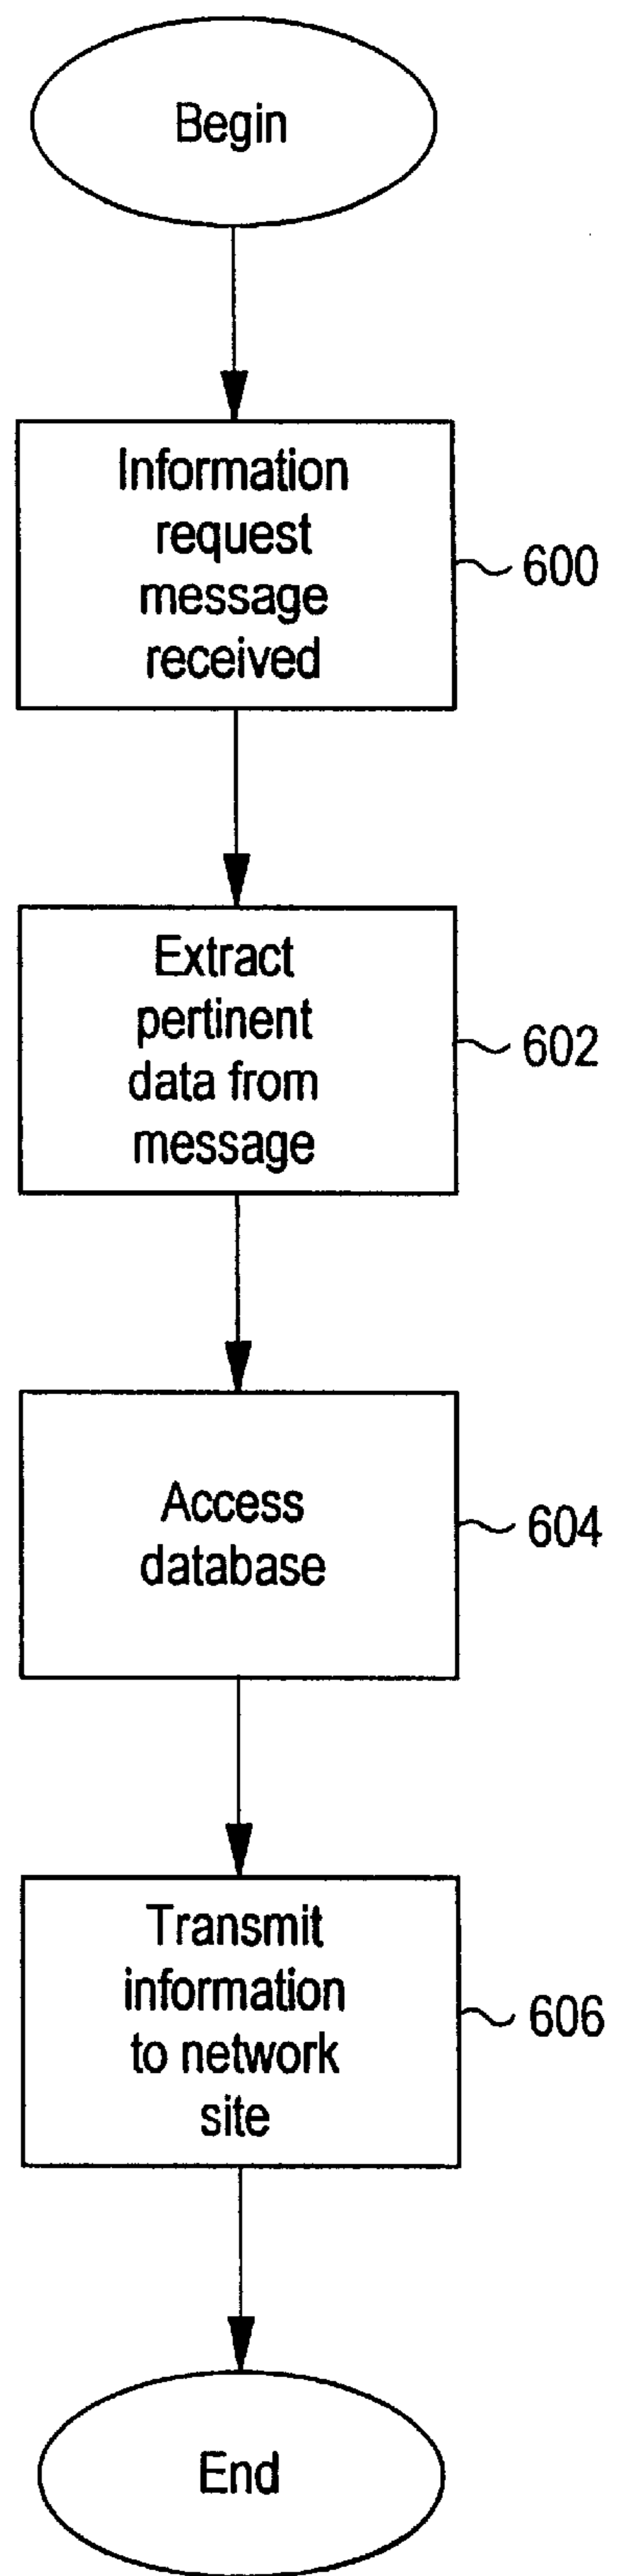 Begin
Information
request
message
received
600
Extract
pertinent
data from
message
602
Access
database
604
Transmit
information
to network
site
606
End